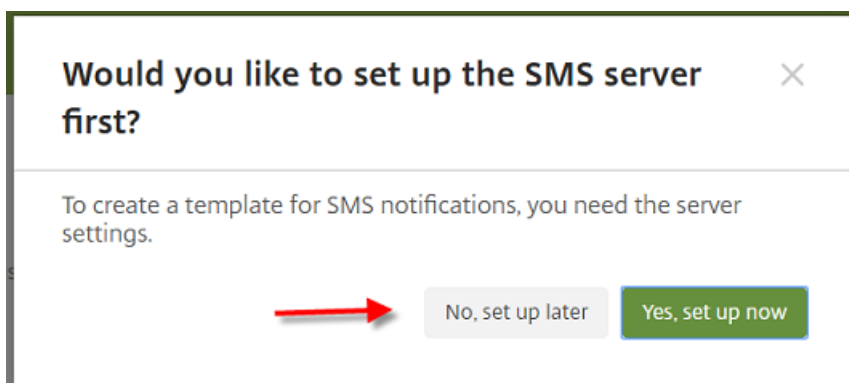 Would you like to set up the SMS server
first?
To create a template for SMS notifications, you need the server
settings.
s
No, set up later
Yes, set up now